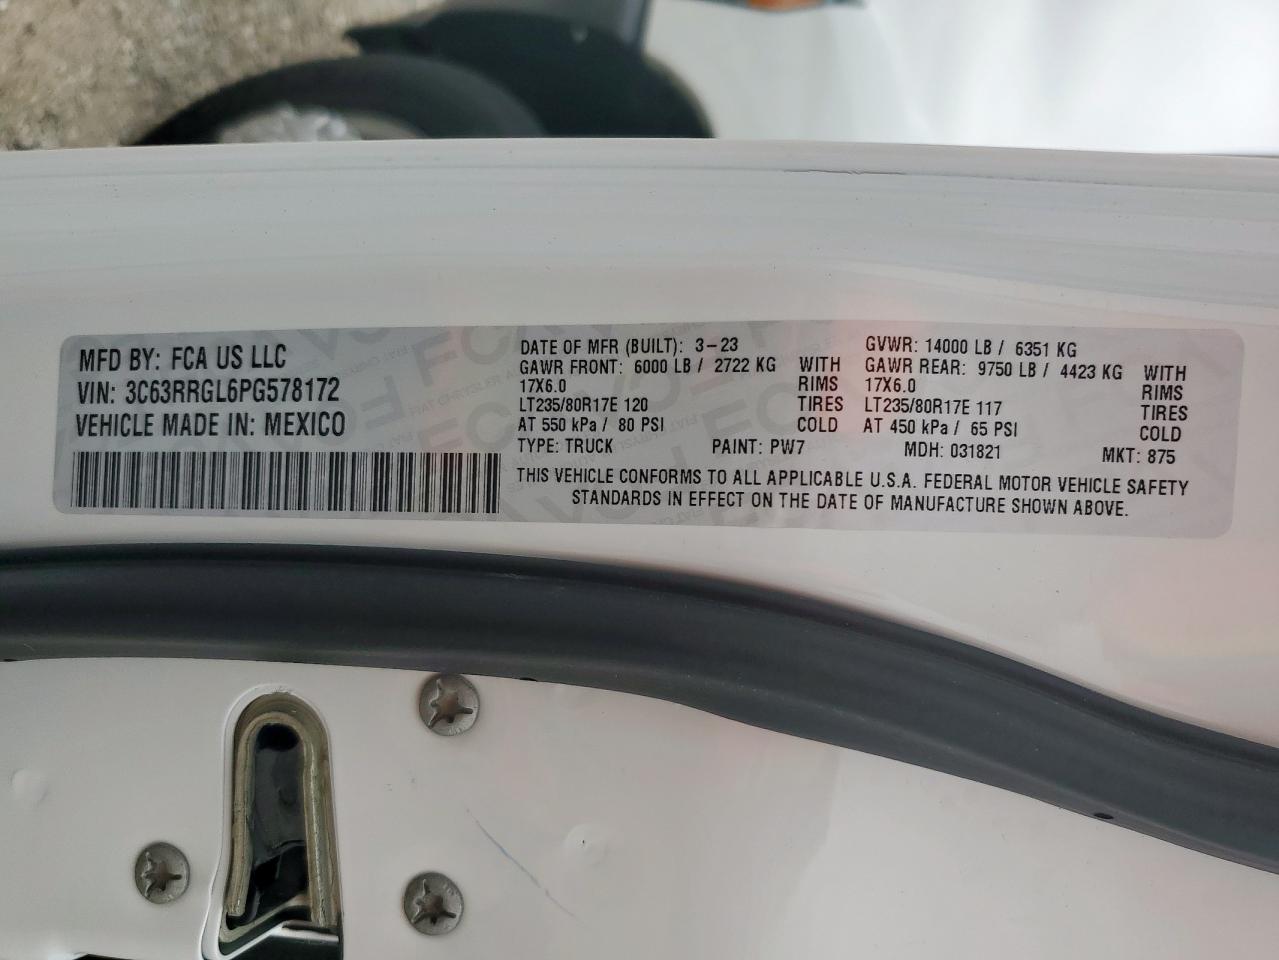 MFD BY: FCA US LLC
VIN: 3C63RRGL6PG578172
VEHICLE MADE IN: MEXICO
DATE OF MFR (BUILT): 3-23
GAWR FRONT: 6000 LB / 2722 KG WITH
17X6.0 RIMS
LT235/80R17E 120 TIRES
AT 550 kPa / 80 PSI COLD
GVWR: 14000 LB / 6351 KG
GAWR REAR: 9750 LB / 4423 KG WITH
17X6.0 RIMS
LT235/80R17E 117 TIRES
AT 450 kPa / 65 PSI COLD
TYPE: TRUCK PAINT: PW7 MDH: 031821 MKT: 875
THIS VEHICLE CONFORMS TO ALL APPLICABLE U.S.A. FEDERAL MOTOR VEHICLE SAFETY
STANDARDS IN EFFECT ON THE DATE OF MANUFACTURE SHOWN ABOVE.